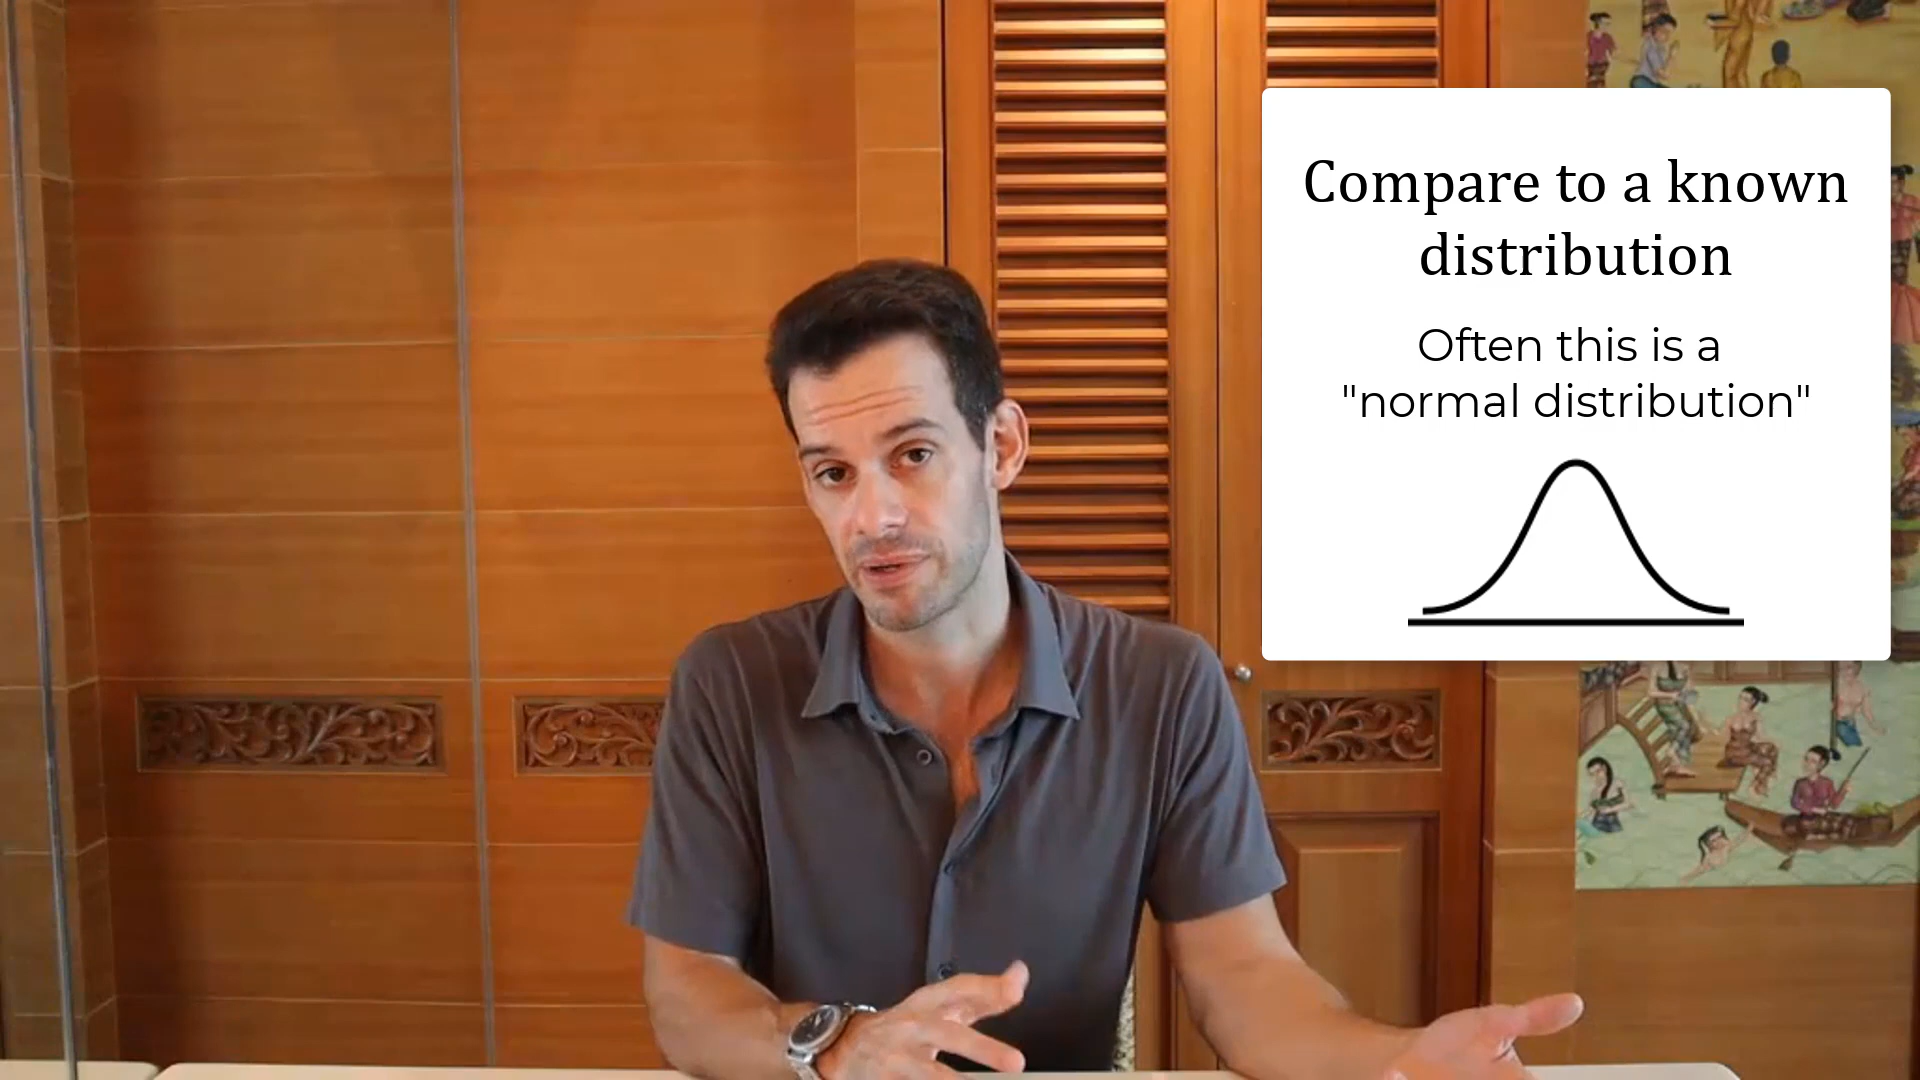 Compare to a known
distribution
Often this is a
"normal distribution"